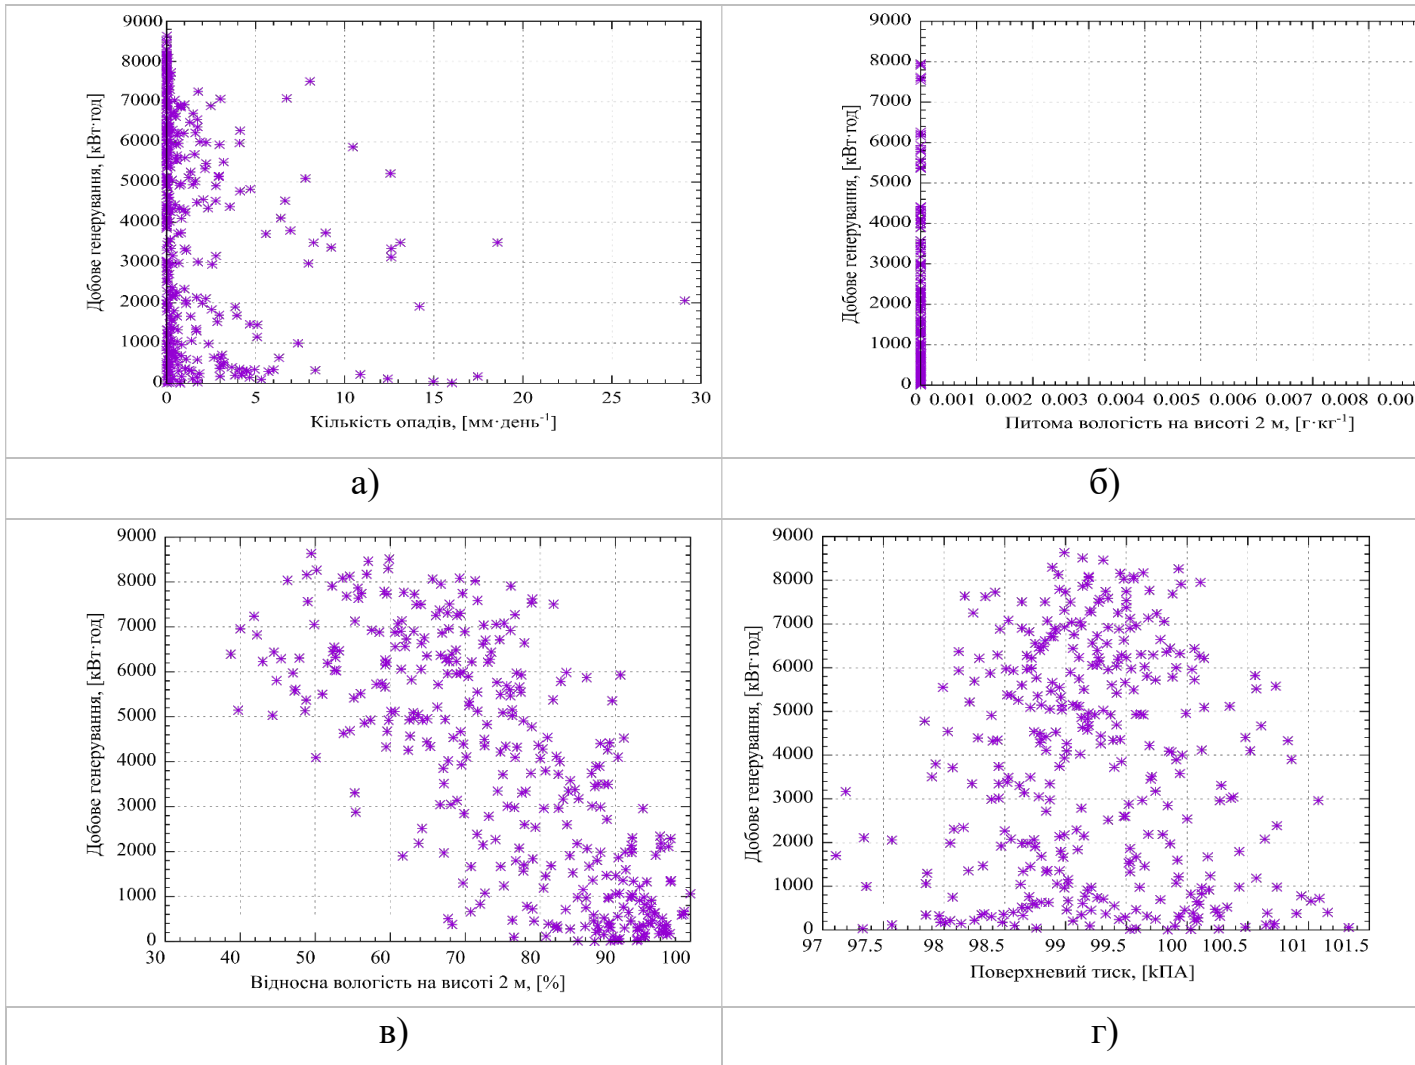 9000
8000
7000
6000
5000
4000
3000
2000
1000
0
Добове генерування, [кВт·год]
0 5 10 15 20 25 30
Кількість опадів, [мм·день⁻¹]
9000
8000
7000
6000
5000
4000
3000
2000
1000
0
Добове генерування, [кВт·год]
0 0.001 0.002 0.003 0.004 0.005 0.006 0.007 0.008 0.00
Питома вологість на висоті 2 м, [г·кг⁻¹]
а)
б)
9000
8000
7000
6000
5000
4000
3000
2000
1000
0
Добове генерування, [кВт·год]
30 40 50 60 70 80 90 100
Відносна вологість на висоті 2 м, [%]
9000
8000
7000
6000
5000
4000
3000
2000
1000
0
Добове генерування, [кВт·год]
97 97.5 98 98.5 99 99.5 100 100.5 101 101.5
Поверхневий тиск, [kПА]
в)
г)